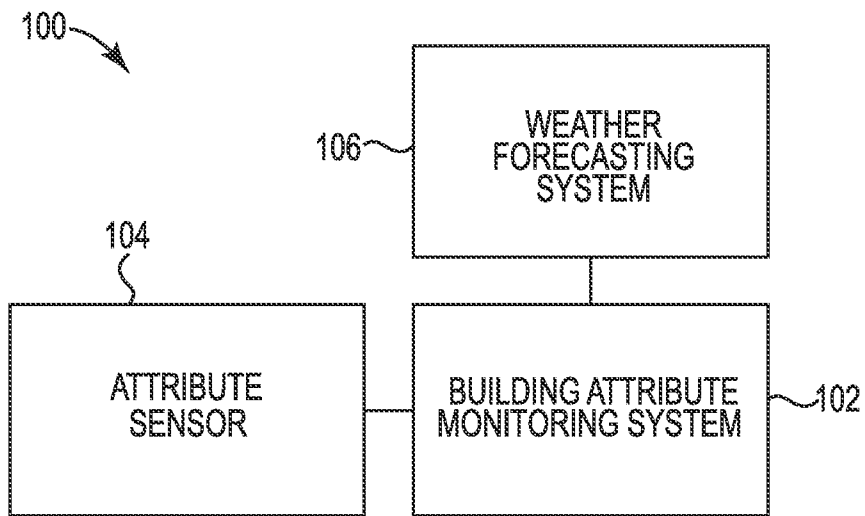 100
WEATHER
FORECASTING
SYSTEM
106
104
ATTRIBUTE
SENSOR
BUILDING ATTRIBUTE
MONITORING SYSTEM
102